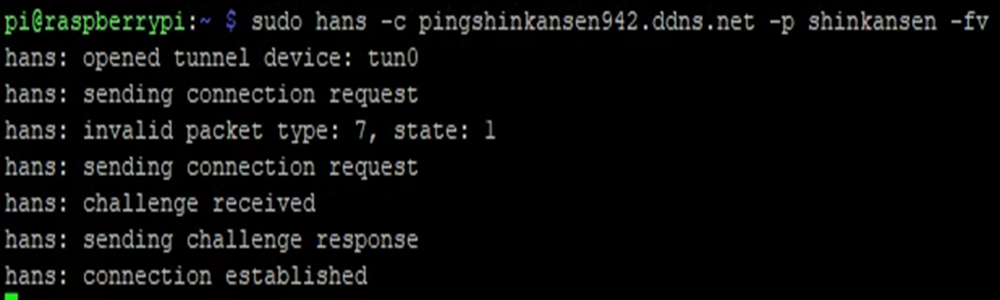 pi@raspberrypi:~ $ sudo hans -c pingshinkansen942.ddns.net -p shinkansen -fv
hans: opened tunnel device: tun0
hans: sending connection request
hans: invalid packet type: 7, state: 1
hans: sending connection request
hans: challenge received
hans: sending challenge response
hans: connection established